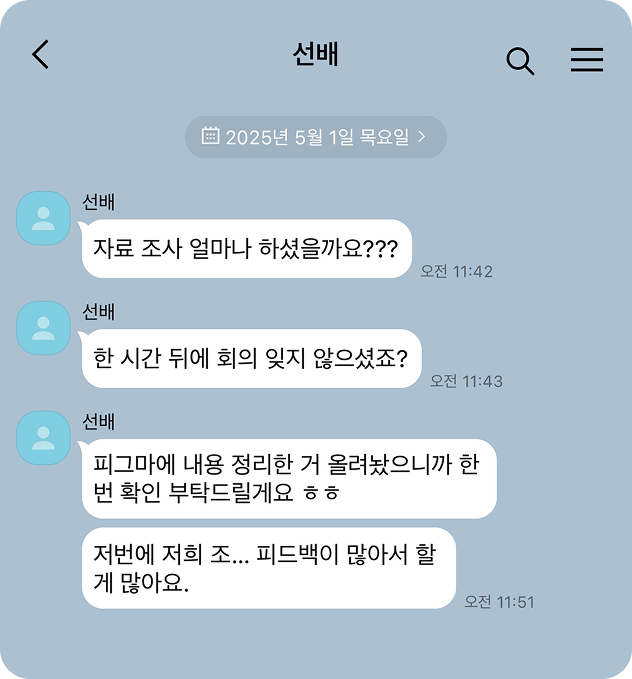 선배
2025년 5월 1일 목요일
선배
자료 조사 얼마나 하셨을까요???
오전 11:42
선배
한 시간 뒤에 회의 잊지 않으셨죠?
오전 11:43
선배
피그마에 내용 정리한 거 올려놨으니까 한
번 확인 부탁드릴게요 ㅎㅎ
저번에 저희 조... 피드백이 많아서 할
게 많아요.
오전 11:51